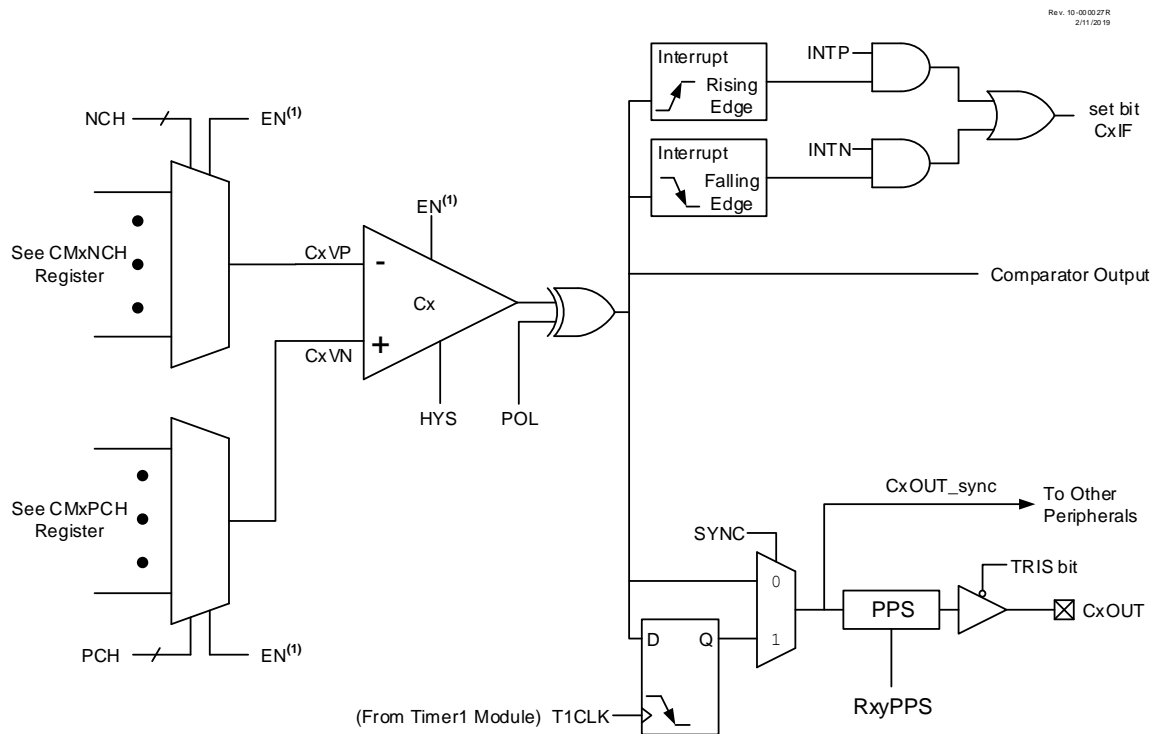 Rev. 10-000027R
2/11/2019
Interrupt
Rising
Edge
INTP
set bit
CxIF
Interrupt
Falling
Edge
INTN
NCH
EN(1)
See CMxNCH
Register
CxVP
EN(1)
-
Cx
+
CxVN
HYS
POL
Comparator Output
See CMxPCH
Register
PCH
EN(1)
CxOUT_sync
To Other
Peripherals
SYNC
0
1
TRIS bit
PPS
CxOUT
RxyPPS
D
Q
(From Timer1 Module) T1CLK